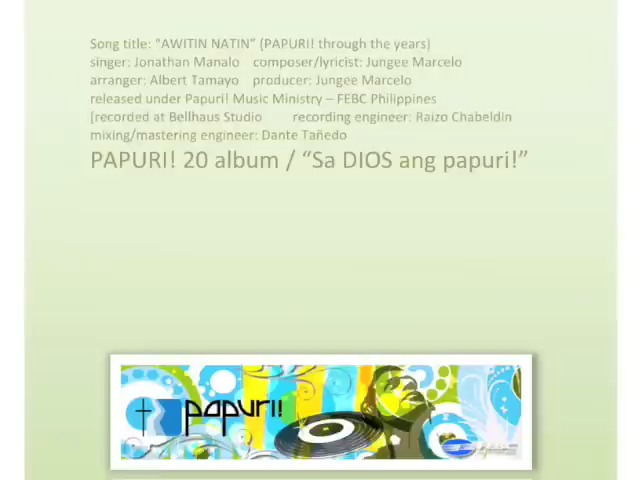 Song title: "AWITIN NATIN" (PAPURI! through the years)
singer: Jonathan Manalo composer/lyricist: Jungee Marcelo
arranger: Albert Tamayo producer: Jungee Marcelo
released under Papuri! Music Ministry – FEBC Philippines
[recorded at Bellhaus Studio recording engineer: Raizo Chabeldin
mixing/mastering engineer: Dante Tañedo
PAPURI! 20 album / “Sa DIOS ang papuri!”
papuri!